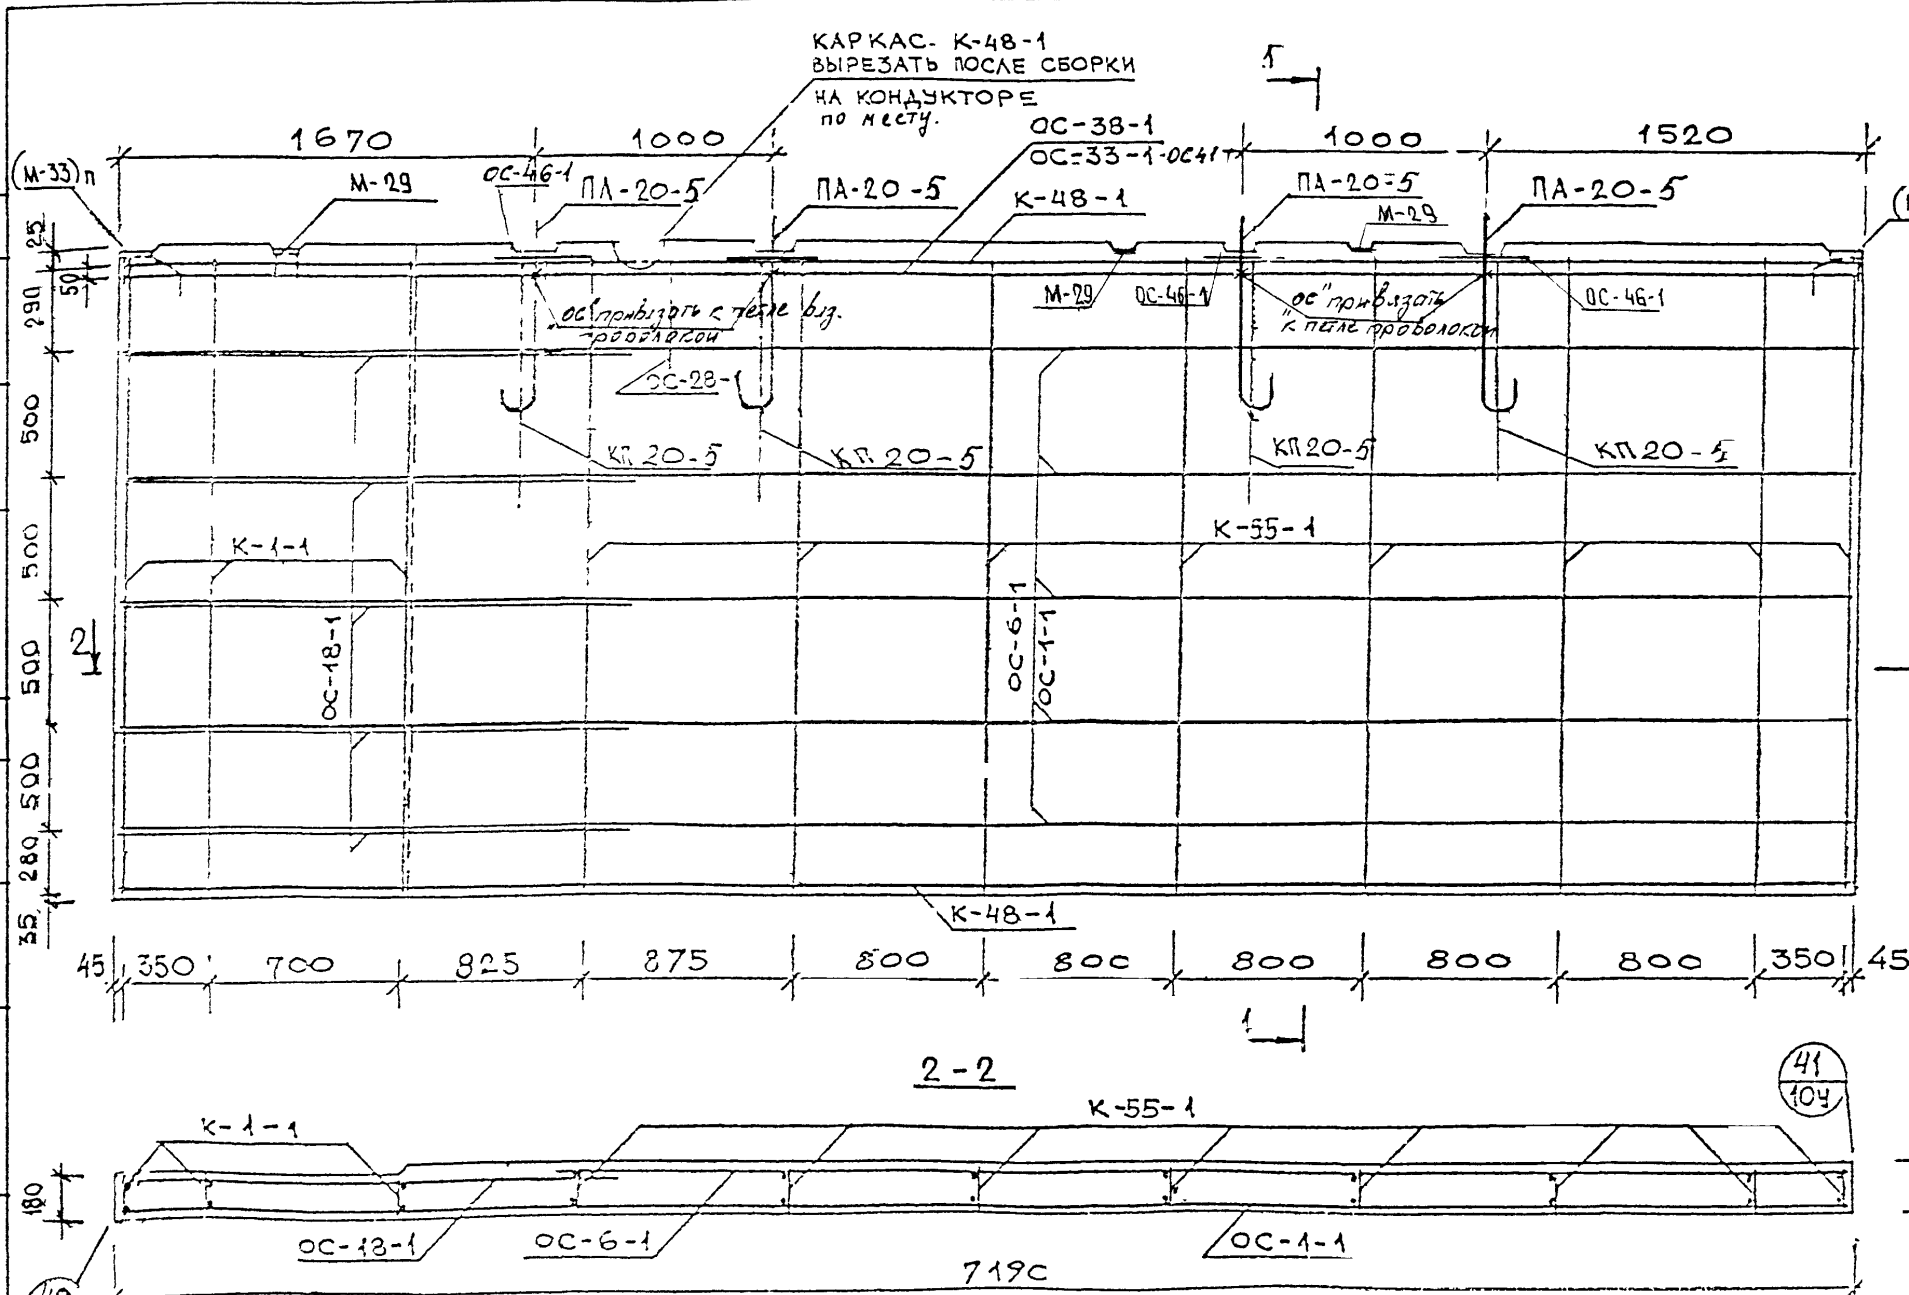 КАРКАС- К-48-1
ВЫРЕЗАТЬ ПОСЛЕ СБОРКИ
НА КОНДУКТОРЕ
по месту.
1
1670
1000
ОС-38-1
ОС-33-1-ОС41
1000
1520
(М-33)п
М-29
ОС-46-1
ПА-20-5
ПА-20-5
К-48-1
ПА-20-5
М-29
ПА-20-5
25
50
290
М-29
ОС-46-1
ОС-46-1
"ос" привязать к петле вяз.
проволокой
"ос" привязать
к петле проволокой
ОС-28-1
500
КП 20-5
КП 20-5
КП 20-5
КП 20-5
500
К-1-1
К-55-1
2
500
ОС-18-1
ОС-6-1
ОС-1-1
500
280
35
К-48-1
45 350 700 825 875 800 800 800 800 800 350 45
1
2-2
41
104
К-1-1
К-55-1
180
ОС-18-1
ОС-6-1
ОС-1-1
7190